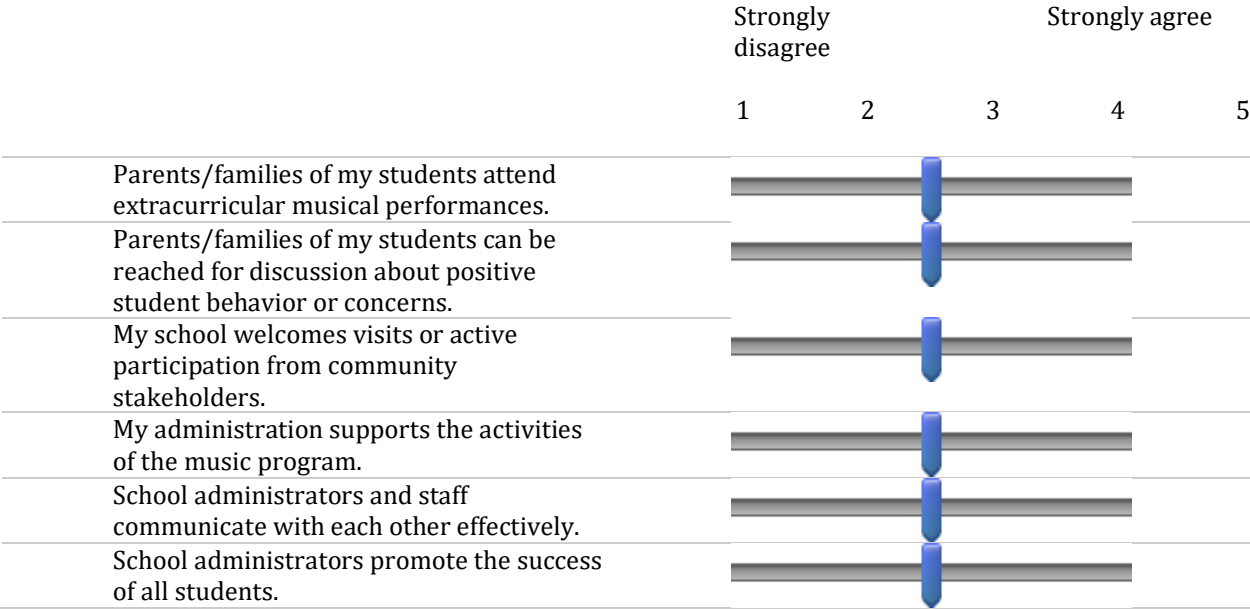 Strongly disagree Strongly agree
1 2 3 4 5
Parents/families of my students attend
extracurricular musical performances.
Parents/families of my students can be
reached for discussion about positive
student behavior or concerns.
My school welcomes visits or active
participation from community
stakeholders.
My administration supports the activities
of the music program.
School administrators and staff
communicate with each other effectively.
School administrators promote the success
of all students.